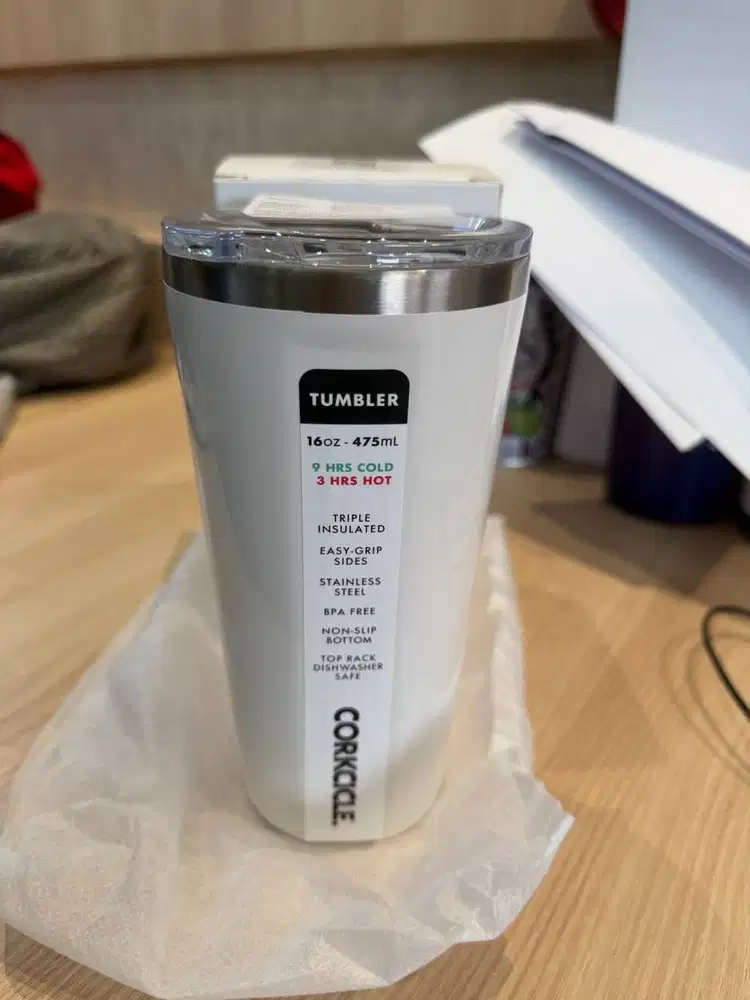 TUMBLER
16OZ - 475mL
9 HRS COLD
3 HRS HOT
TRIPLE
INSULATED
EASY-GRIP
SIDES
STAINLESS
STEEL
BPA FREE
NON-SLIP
BOTTOM
TOP RACK
DISHWASHER
SAFE
CORKCICLE.